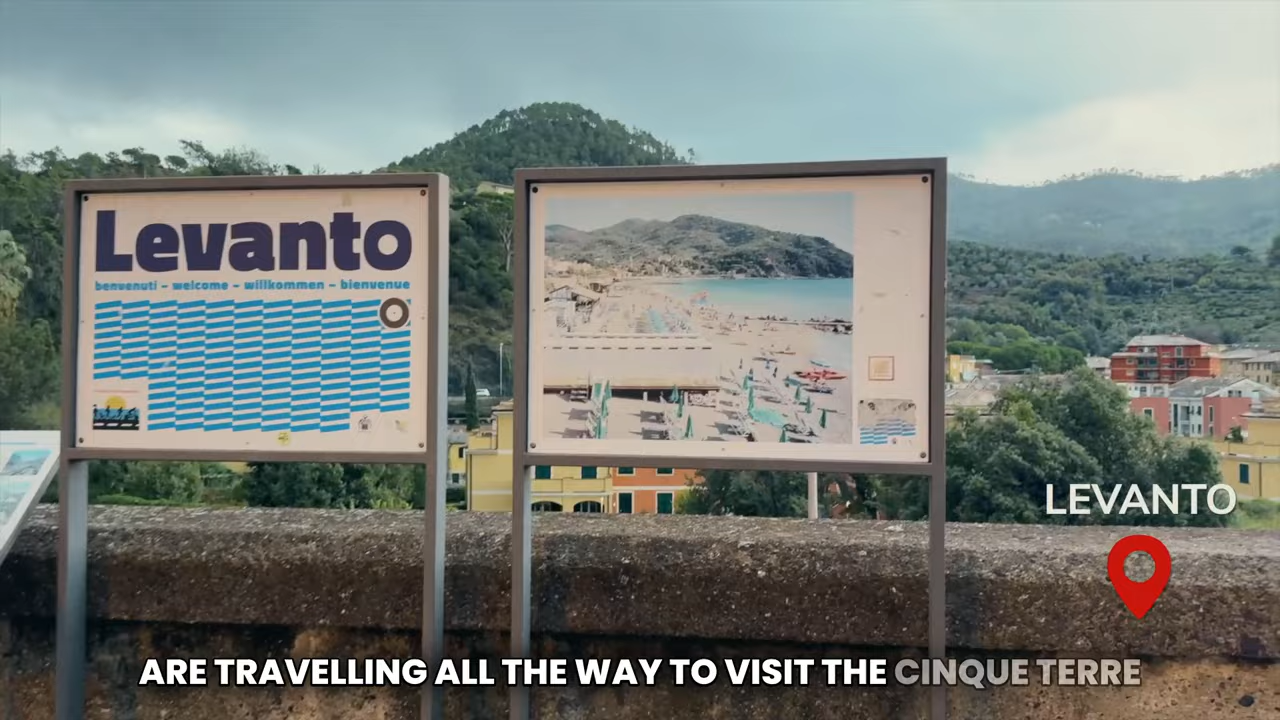 Levanto
benvenuti – welcome – willkommen – bienvenue
LEVANTO
ARE TRAVELLING ALL THE WAY TO VISIT THE CINQUE TERRE